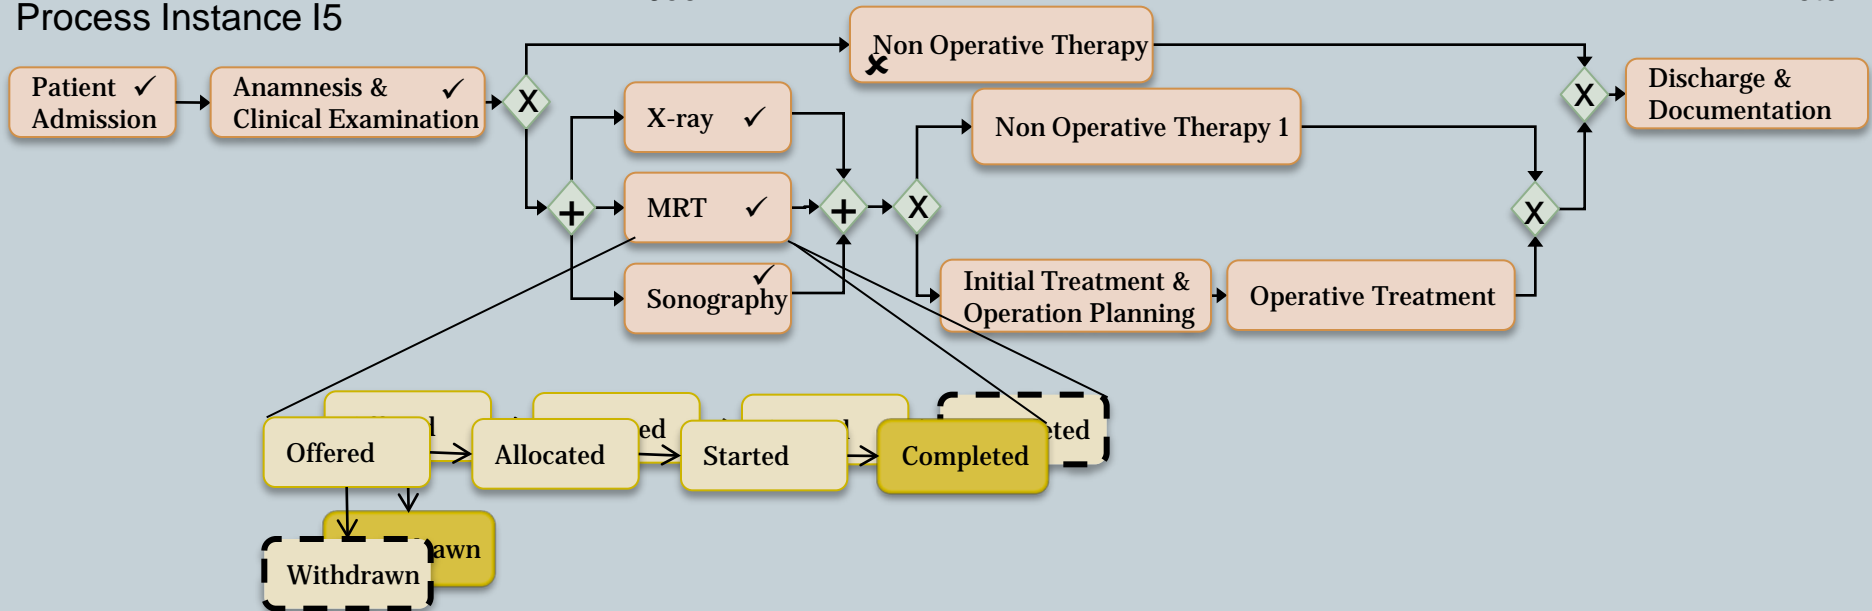 Process Instance I5
Patient ✓
Admission
Anamnesis & ✓
Clinical Examination
X
Non Operative Therapy
✘
X-ray ✓
MRT ✓
Sonography ✓
+
+
X
Non Operative Therapy 1
Initial Treatment &
Operation Planning
Operative Treatment
X
X
Discharge &
Documentation
Offered
Allocated
Started
Completed
Withdrawn